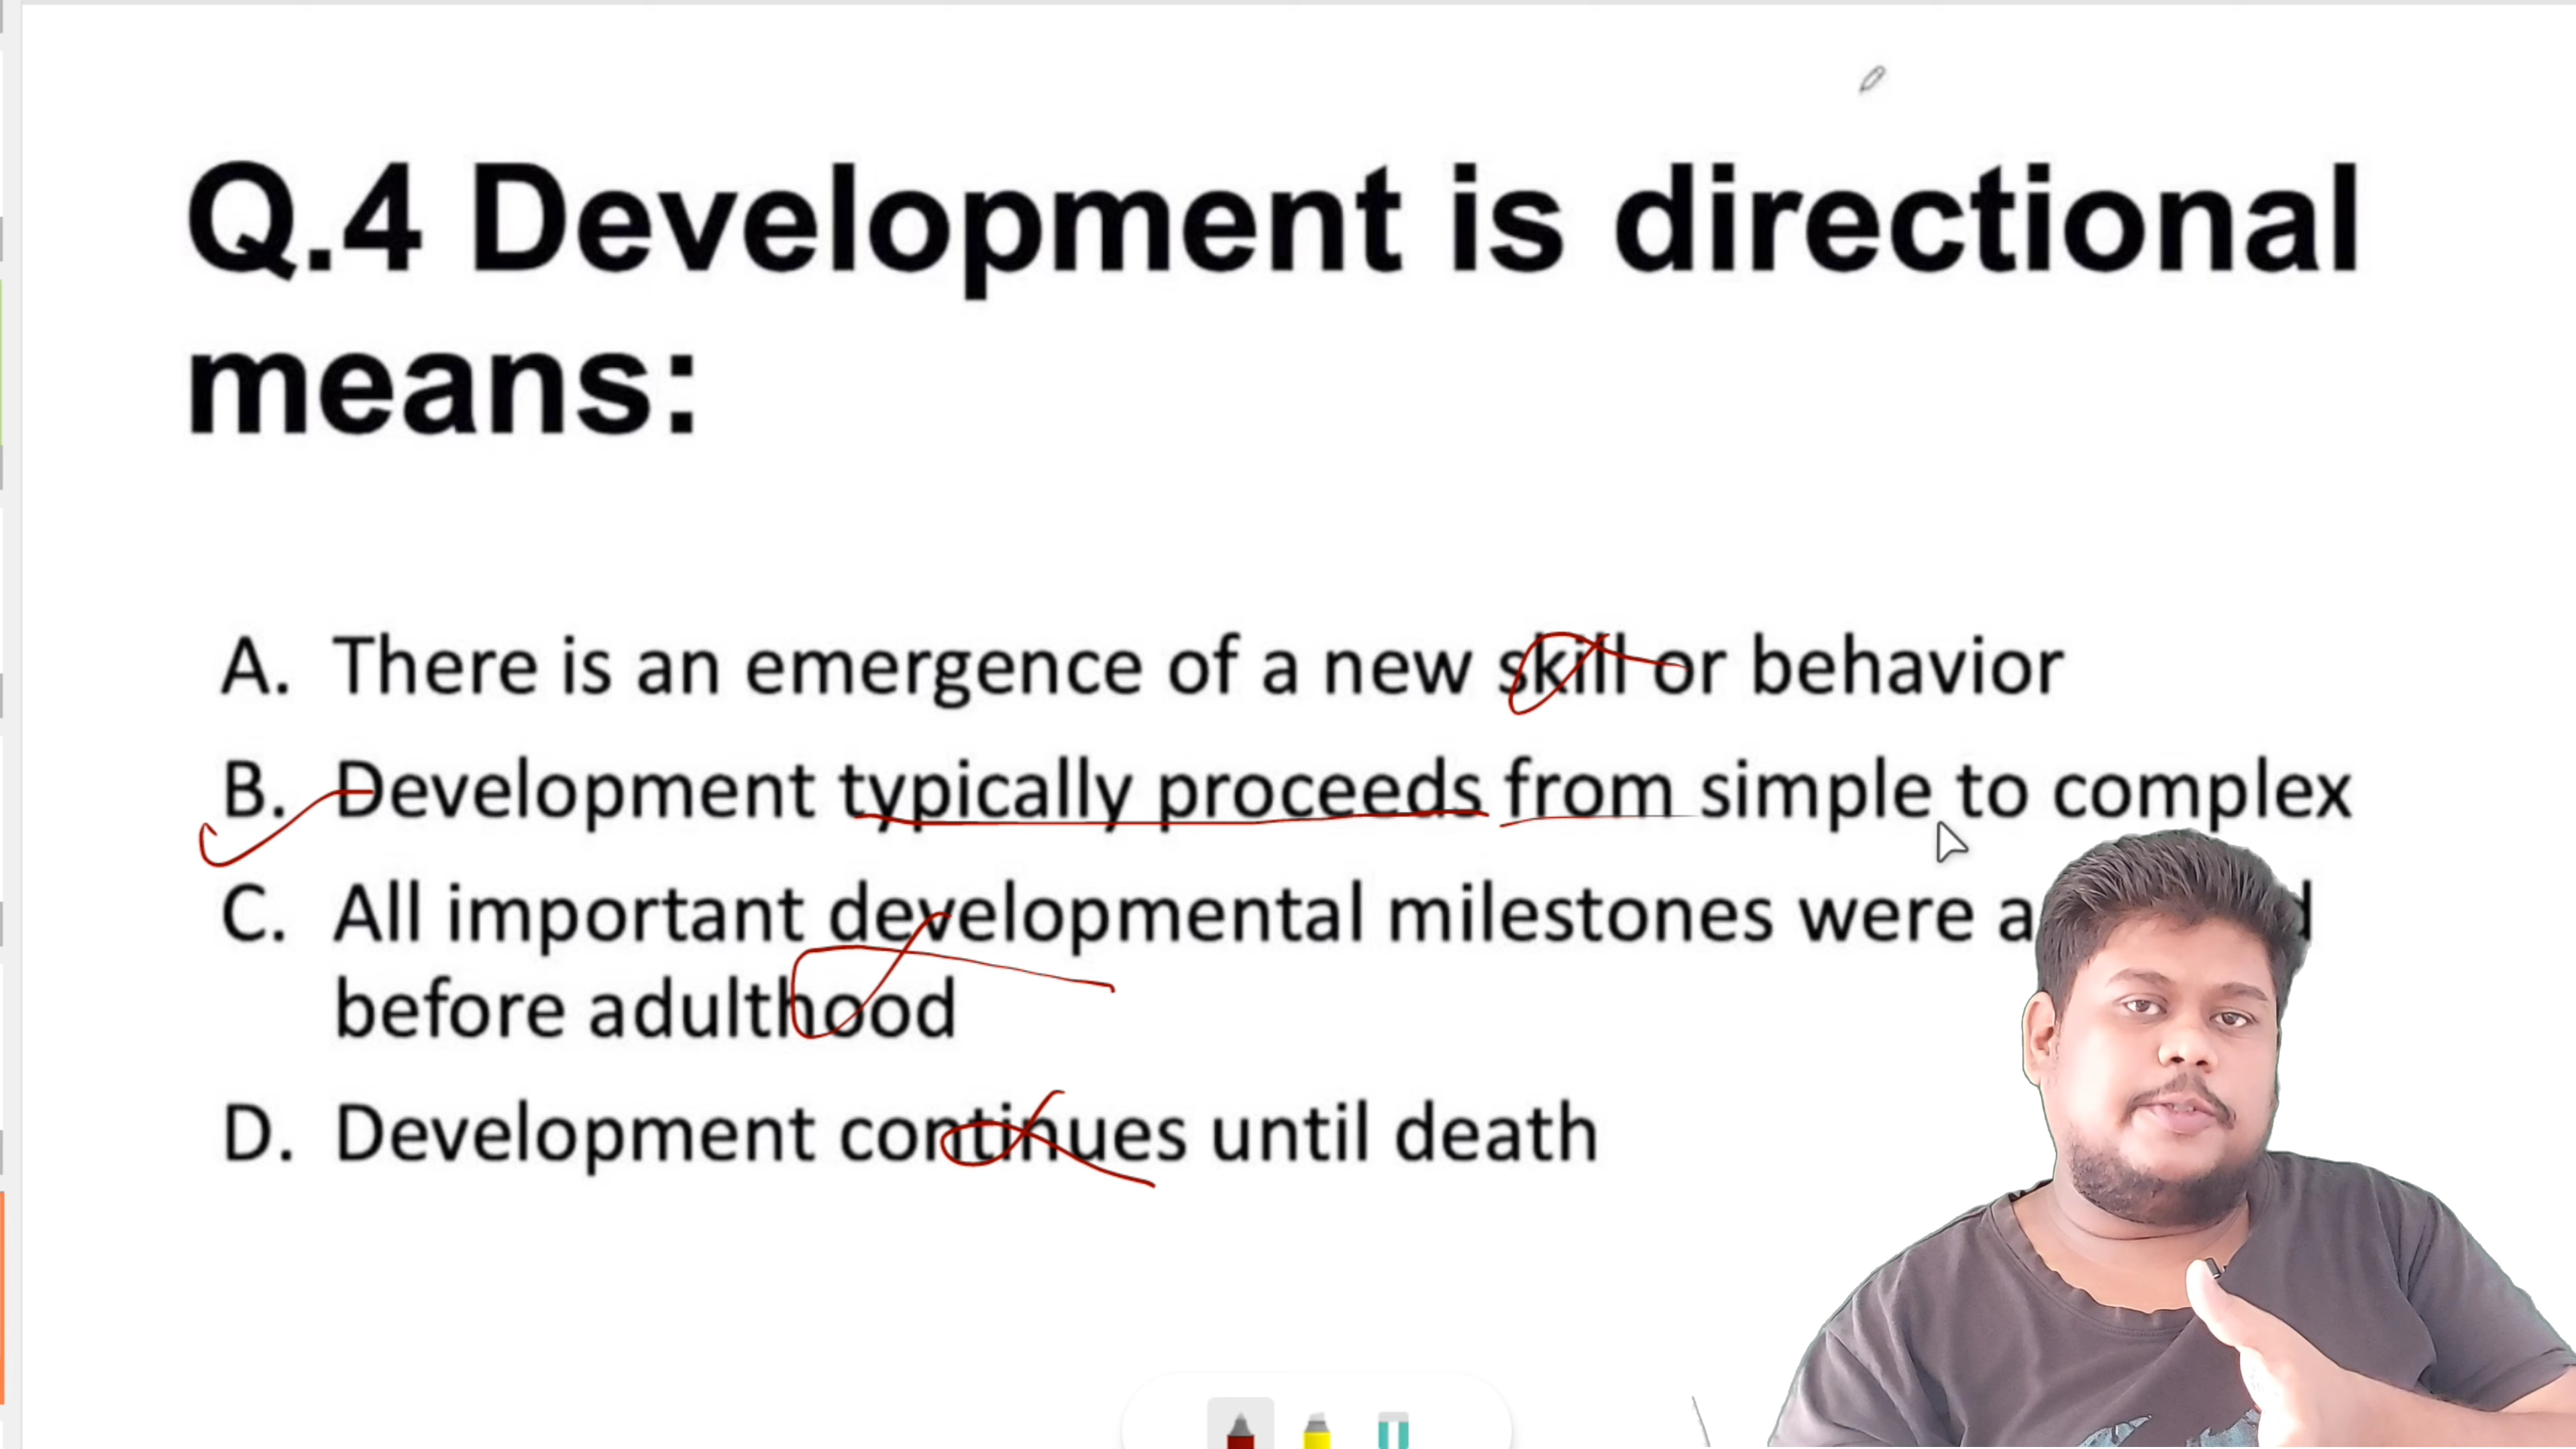 Q.4 Development is directional
means:
A. There is an emergence of a new skill or behavior
B. Development typically proceeds from simple to complex
C. All important developmental milestones were
before adulthood
D. Development continues until death